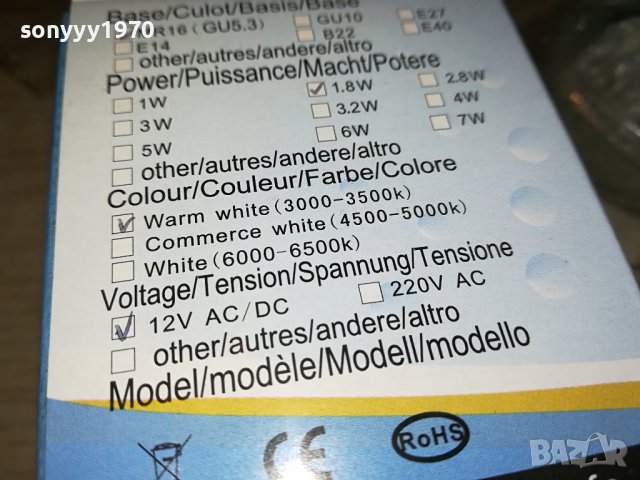 sonyyy1970
Base/Culot/Basis/Base
R16 (GU5.3) GU10 E27
E14 B22 E40
other/autres/andere/altro
Power/Puissance/Macht/Potere
1W 1.8W 2.8W
3W 3.2W 4W
5W 6W 7W
other/autres/andere/altro
Colour/Couleur/Farbe/Colore
Warm white(3000-3500k)
Commerce white(4500-5000k)
White(6000-6500k)
Voltage/Tension/Spannung/Tensione
12V AC/DC 220V AC
other/autres/andere/altro
Model/modèle/Modell/modello
CE RoHS
BAZAR